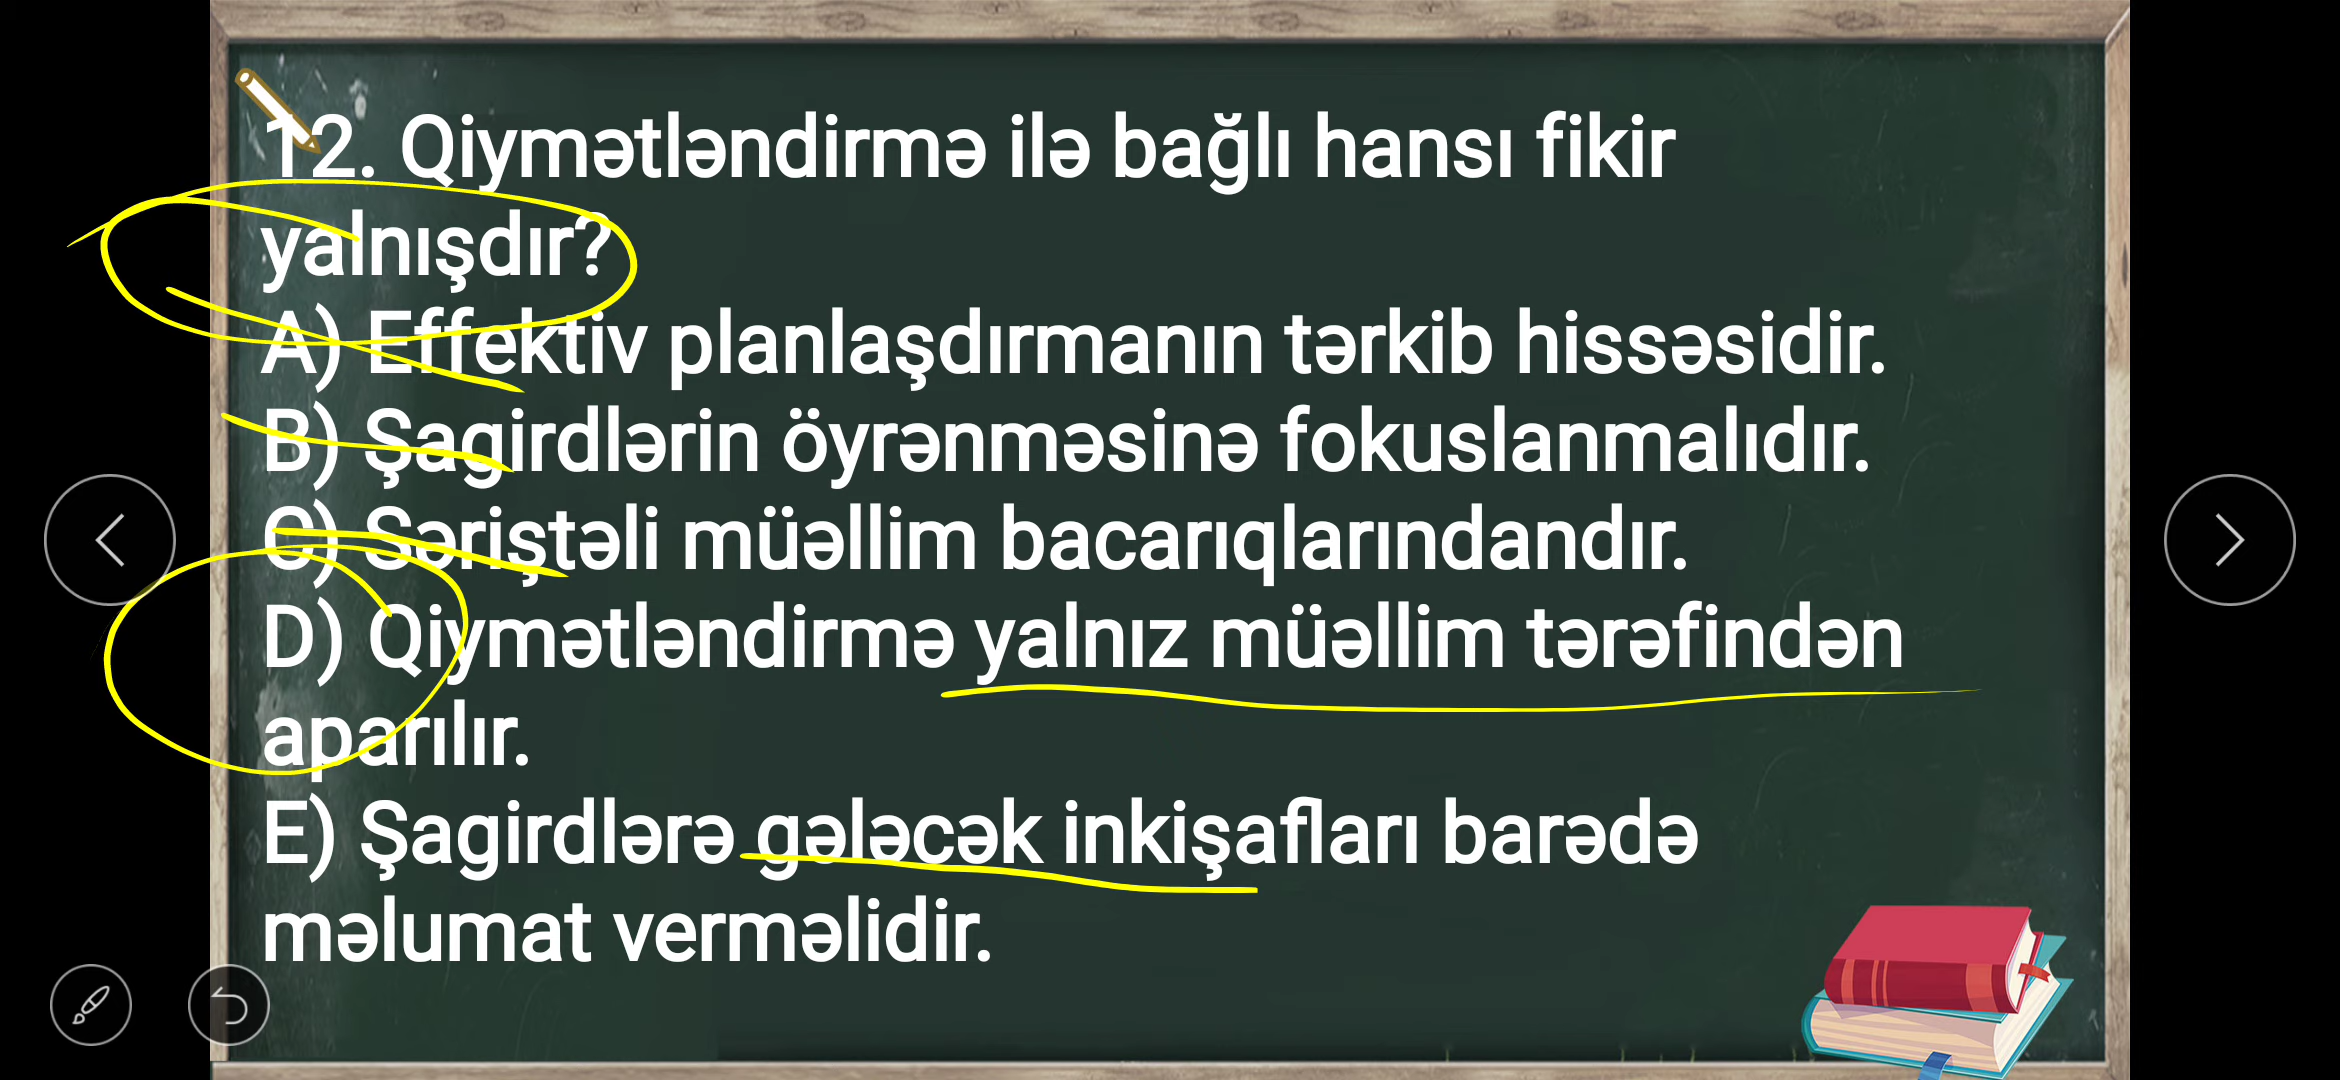 12. Qiymətləndirmə ilə bağlı hansı fikir
yalnışdır?
A) Effektiv planlaşdırmanın tərkib hissəsidir.
B) Şagirdlərin öyrənməsinə fokuslanmalıdır.
C) Səriştəli müəllim bacarıqlarındandır.
D) Qiymətləndirmə yalnız müəllim tərəfindən
aparılır.
E) Şagirdlərə gələcək inkişafları barədə
məlumat verməlidir.